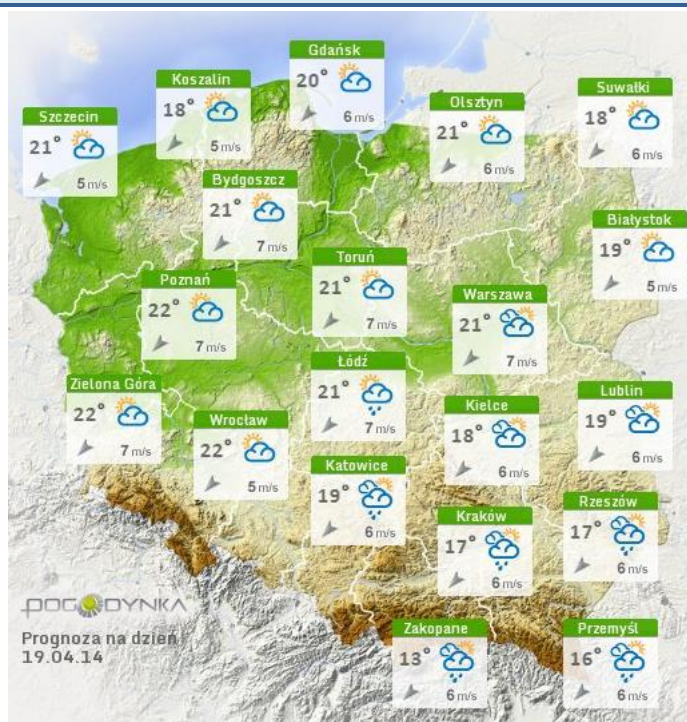 Gdańsk
20°
6 m/s
Koszalin
18°
5 m/s
Suwałki
18°
6 m/s
Olsztyn
21°
6 m/s
Szczecin
21°
5 m/s
Bydgoszcz
21°
7 m/s
Białystok
19°
5 m/s
Toruń
21°
7 m/s
Poznań
22°
7 m/s
Warszawa
21°
7 m/s
Łódź
21°
7 m/s
Zielona Góra
22°
7 m/s
Lublin
19°
6 m/s
Kielce
18°
6 m/s
Wrocław
22°
5 m/s
Katowice
19°
6 m/s
Rzeszów
17°
6 m/s
Kraków
17°
6 m/s
POGODYNKA
Prognoza na dzień
19.04.14
Zakopane
13°
6 m/s
Przemyśl
16°
6 m/s